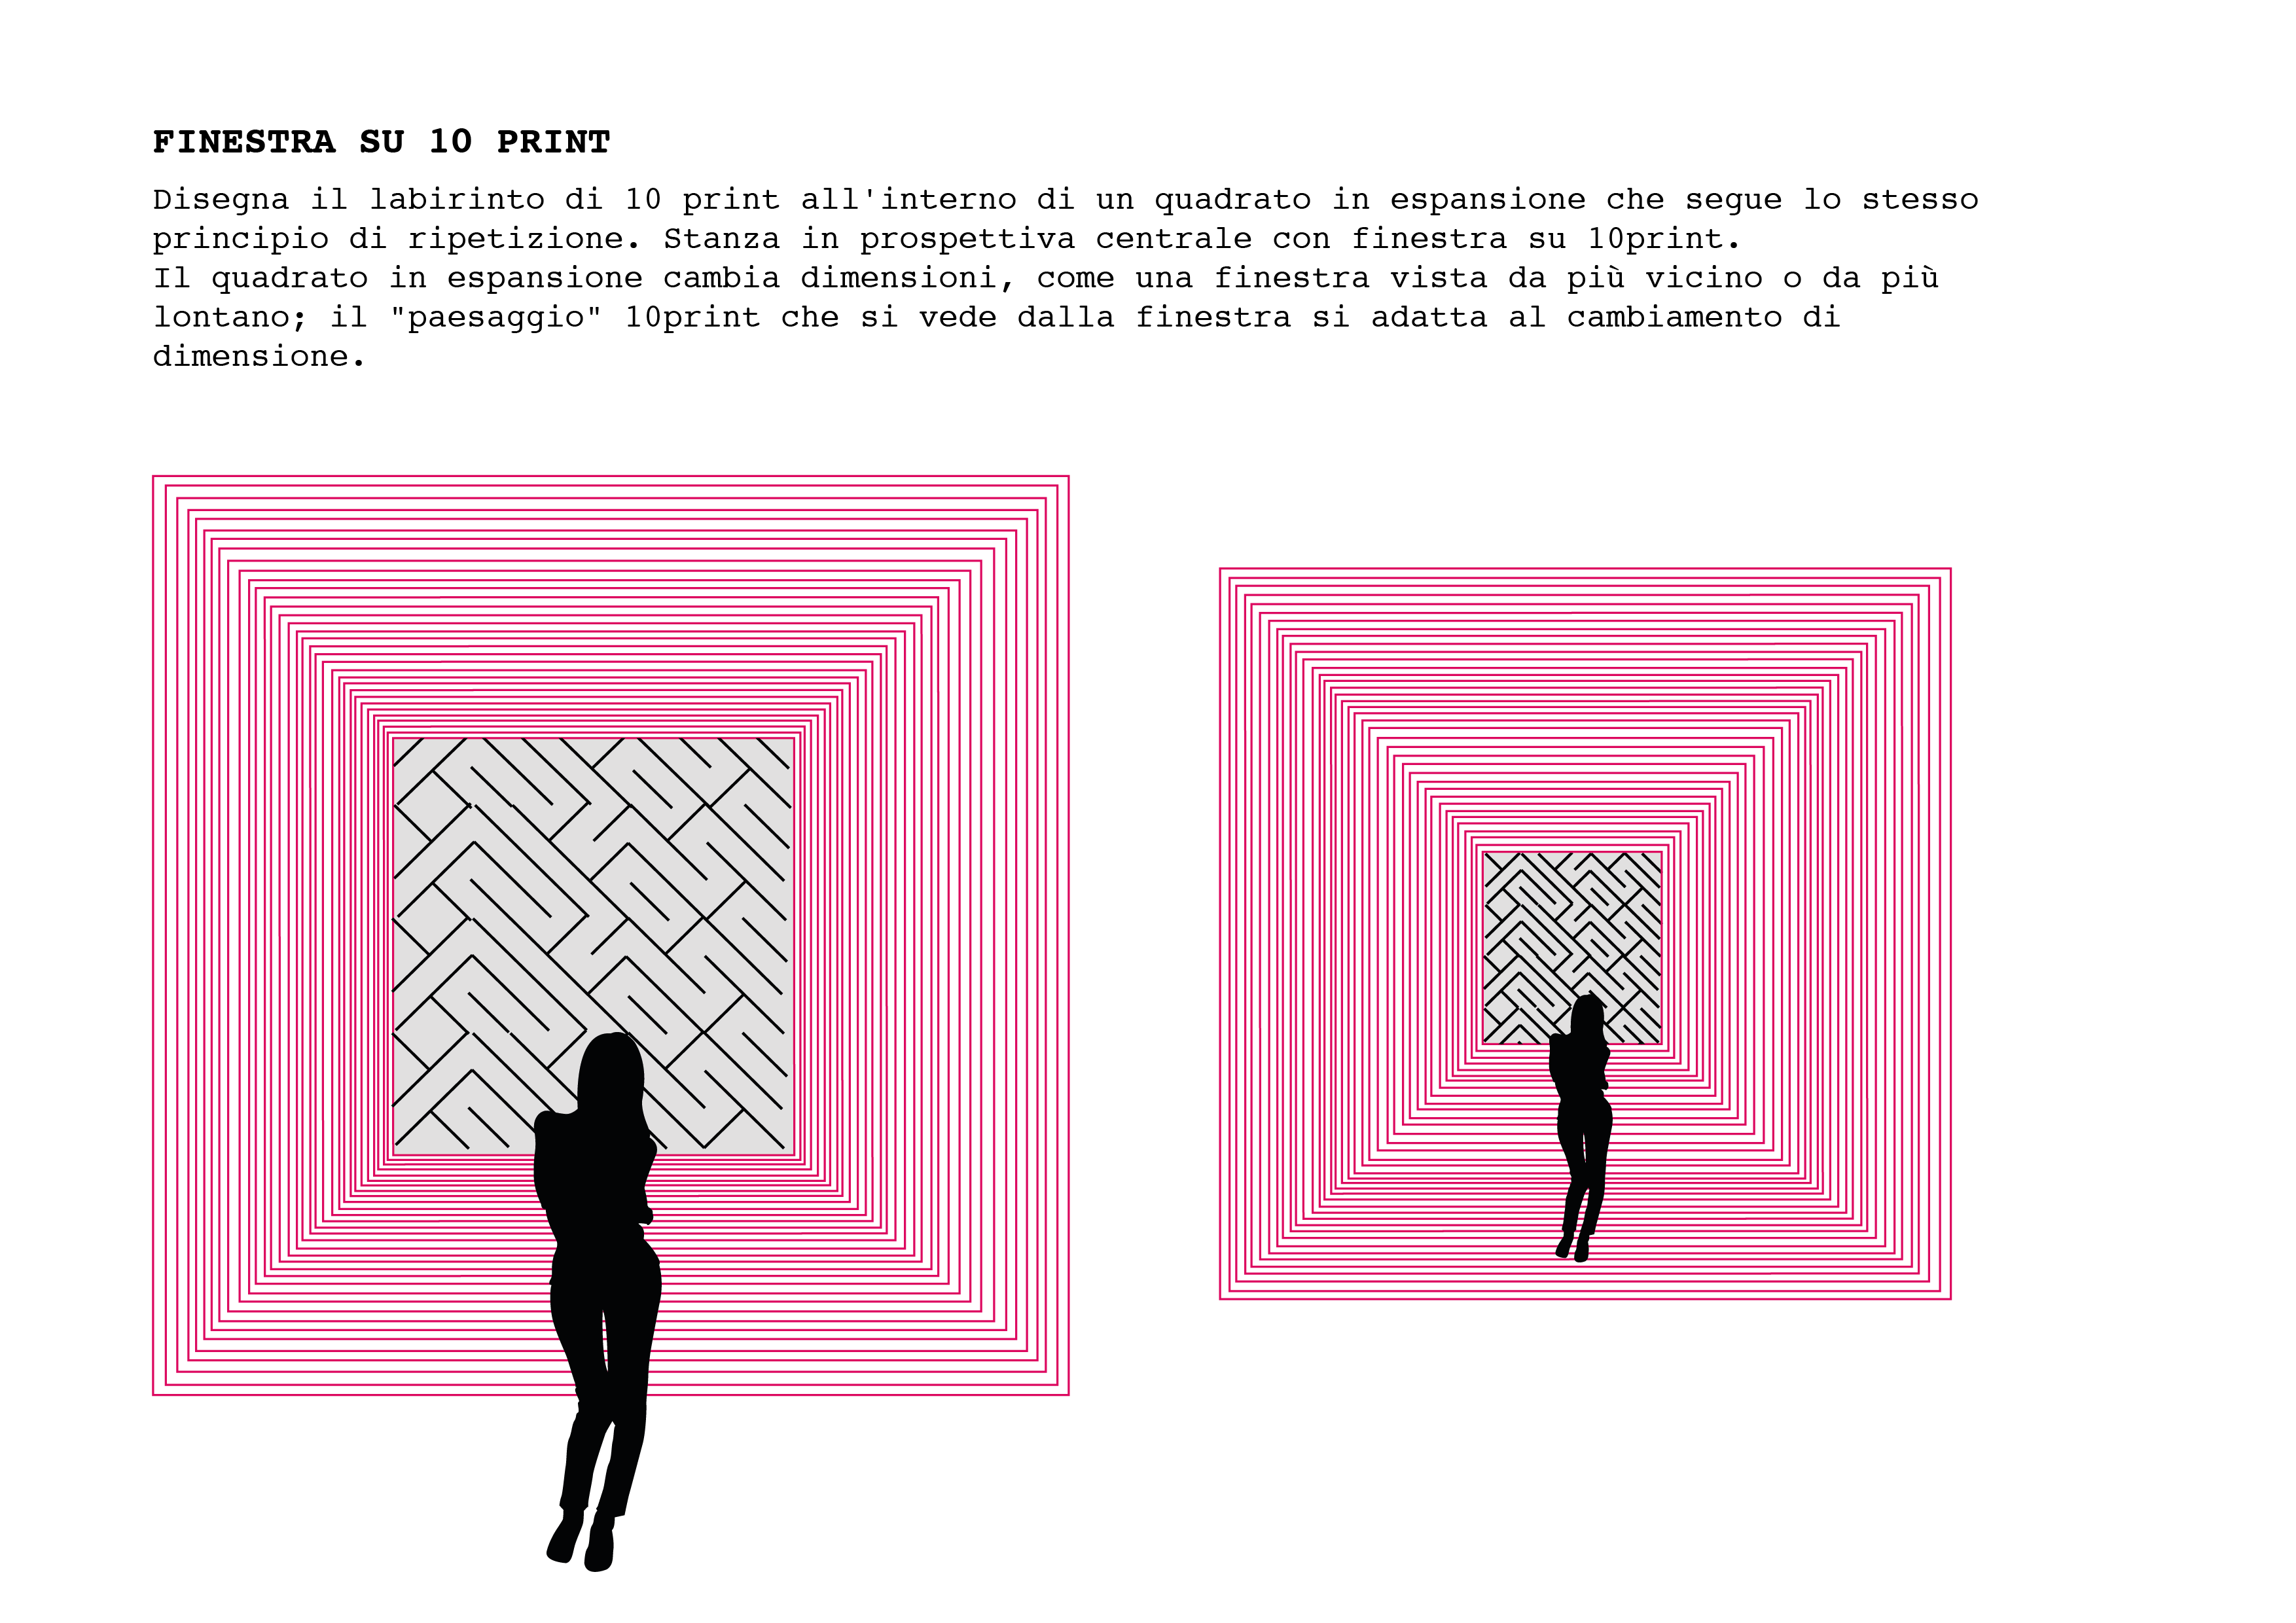 FINESTRA SU 10 PRINT
Disegna il labirinto di 10 print all'interno di un quadrato in espansione che segue lo stesso
principio di ripetizione. Stanza in prospettiva centrale con finestra su 10print.
Il quadrato in espansione cambia dimensioni, come una finestra vista da più vicino o da più
lontano; il "paesaggio" 10print che si vede dalla finestra si adatta al cambiamento di
dimensione.